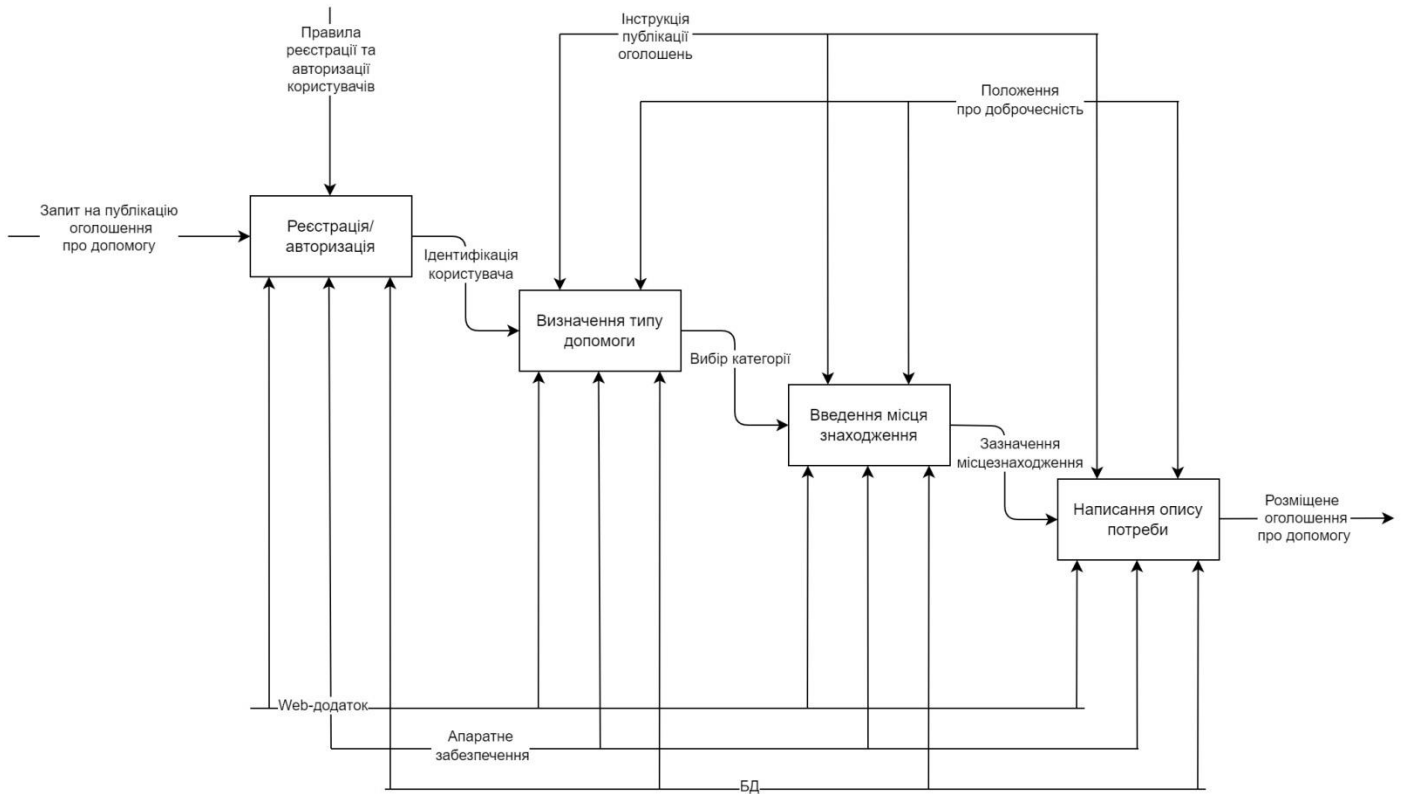 Правила
реєстрації та
авторизації
користувачів
Інструкція
публікації
оголошень
Положення
про доброчесність
Запит на публікацію
оголошення
про допомогу
Реєстрація/
авторизація
Ідентифікація
користувача
Визначення типу
допомоги
Вибір категорії
Введення місця
знаходження
Зазначення
місцезнаходження
Написання опису
потреби
Розміщене
оголошення
про допомогу
Web-додаток
Апаратне
забезпечення
БД